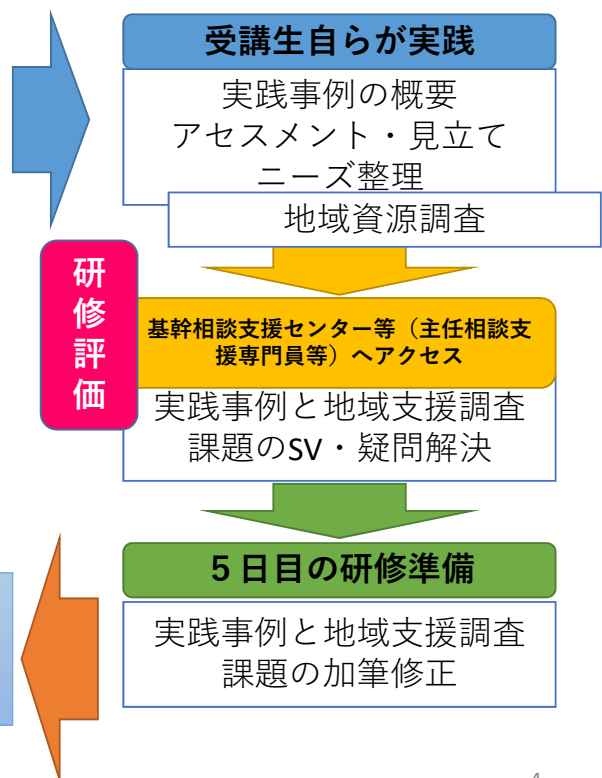 受講生自らが実践
実践事例の概要
アセスメント・見立て
ニーズ整理
地域資源調査
研修評価
基幹相談支援センター等（主任相談支
援専門員等）へアクセス
実践事例と地域支援調査
課題のSV・疑問解決
５日目の研修準備
実践事例と地域支援調査
課題の加筆修正